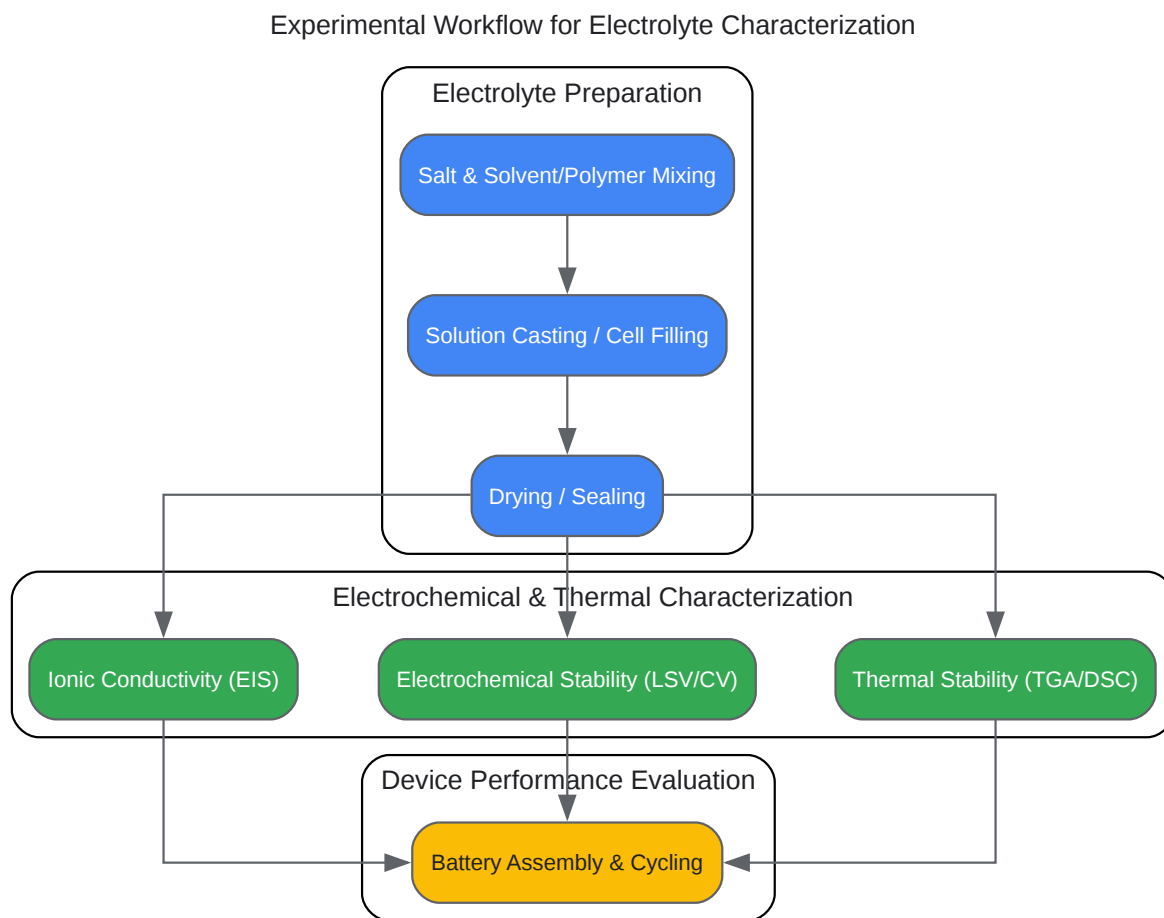 Experimental Workflow for Electrolyte Characterization
Electrolyte Preparation
Salt & Solvent/Polymer Mixing
Solution Casting / Cell Filling
Drying / Sealing
Electrochemical & Thermal Characterization
Ionic Conductivity (EIS)
Electrochemical Stability (LSV/CV)
Thermal Stability (TGA/DSC)
Device Performance Evaluation
Battery Assembly & Cycling